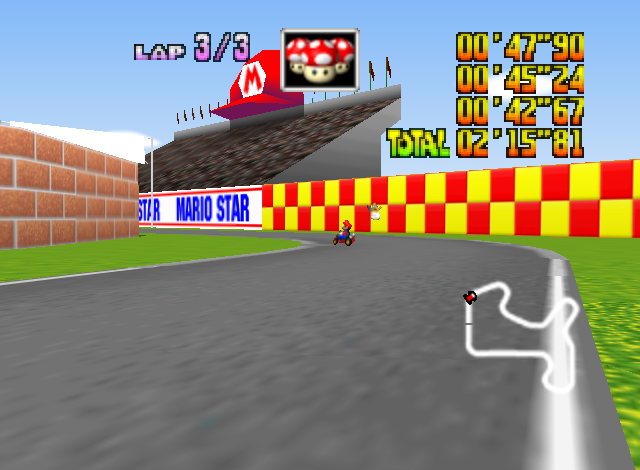 LAP 3/3
M
00'47"90
00'45"24
00'42"67
TOTAL 02'15"81
STAR MARIO STAR